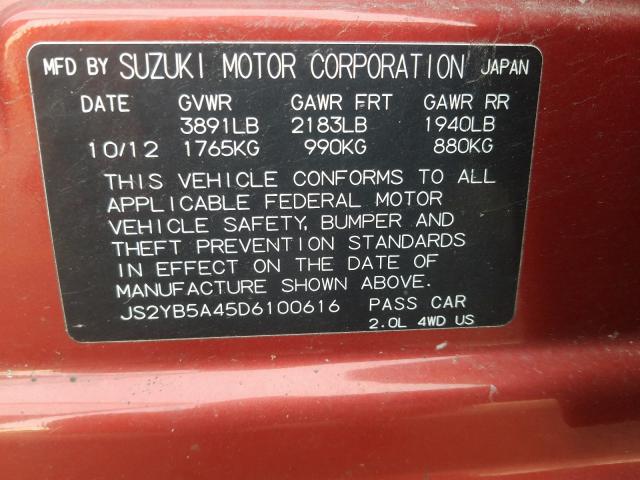 MFD BY SUZUKI MOTOR CORPORATION JAPAN
DATE GVWR GAWR FRT GAWR RR
3891LB 2183LB 1940LB
10/12 1765KG 990KG 880KG
THIS VEHICLE CONFORMS TO ALL
APPLICABLE FEDERAL MOTOR
VEHICLE SAFETY, BUMPER AND
THEFT PREVENTION STANDARDS
IN EFFECT ON THE DATE OF
MANUFACTURE SHOWN ABOVE.
JS2YB5A45D6100616 PASS CAR
2.0L 4WD US